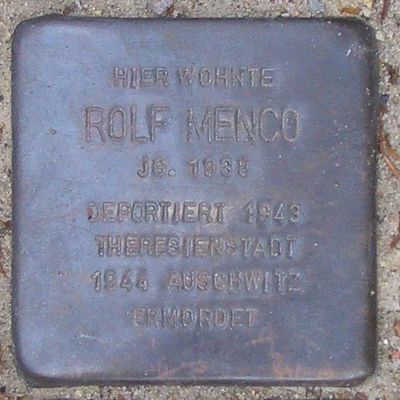 HIER WOHNTE
ROLF MENCO
JG. 1938
DEPORTIERT 1943
THERESIENSTADT
1944 AUSCHWITZ
ERMORDET